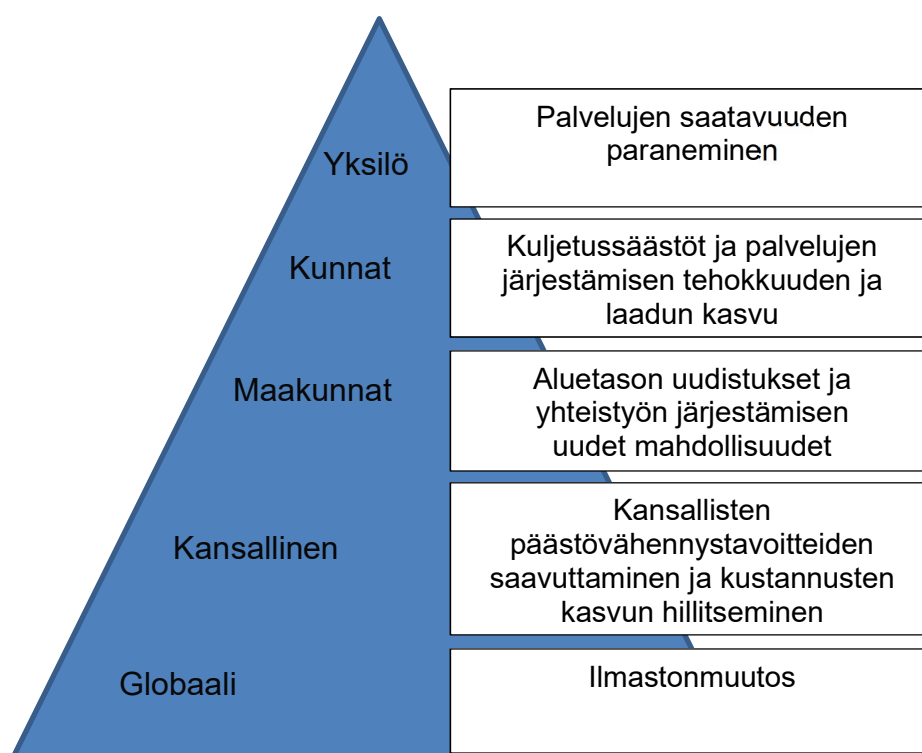 Yksilö
Palvelujen saatavuuden
paraneminen
Kunnat
Kuljetussäästöt ja palvelujen
järjestämisen tehokkuuden ja
laadun kasvu
Maakunnat
Aluetason uudistukset ja
yhteistyön järjestämisen
uudet mahdollisuudet
Kansallinen
Kansallisten
päästövähennystavoitteiden
saavuttaminen ja kustannusten
kasvun hillitseminen
Globaali
Ilmastonmuutos